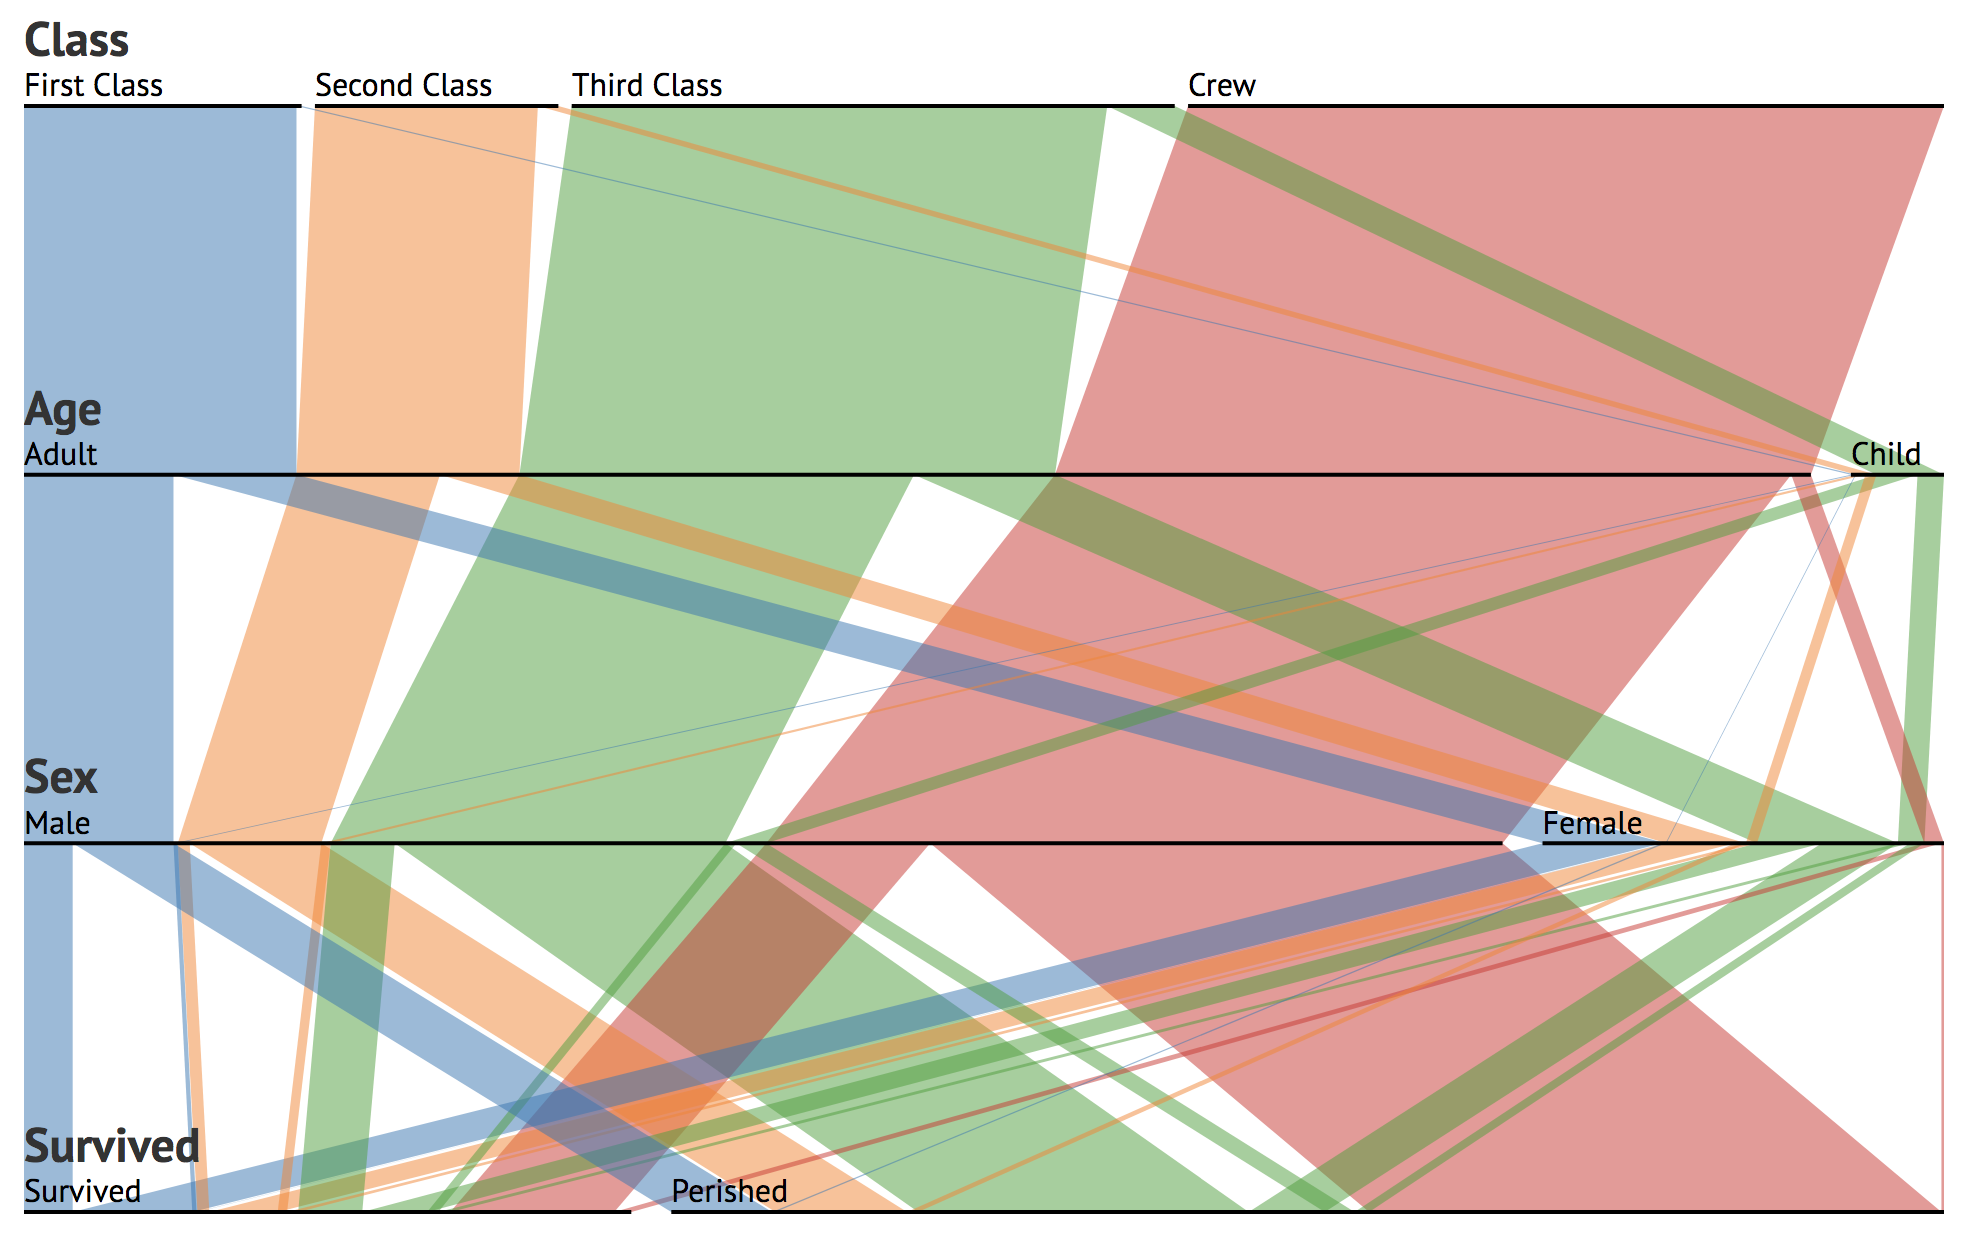 Class
First Class Second Class Third Class Crew
Age
Adult Child
Sex
Male Female
Survived
Survived Perished